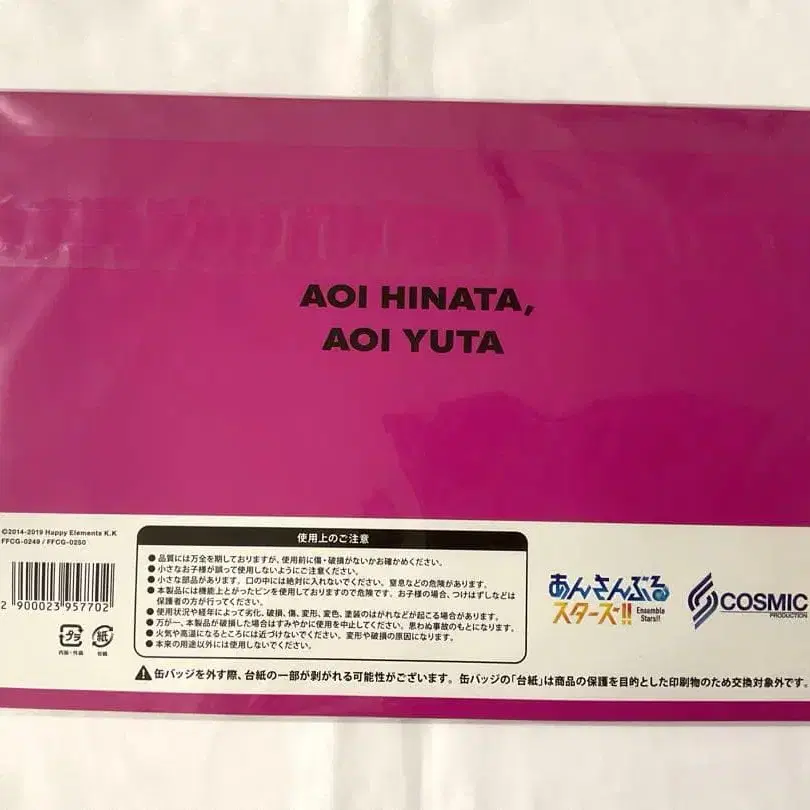 AOI HINATA,
AOI YUTA
©2014-2019 Happy Elements K.K
FFCG-0249 / FFCG-0250
2 900023 957702
プラ
紙
内袋・外袋
台紙
使用上のご注意
● 品質には万全を期しておりますが、使用前に傷・破損がないかお確かめください。
● 小さなお子様が誤って使用しないようにご注意ください。
● 小さな部品があります。口の中には絶対に入れないでください。窒息などの危険があります。
● 本製品には機能上とがったピンを使用しておりますので危険です。お子様の場合、つけはずしなどは
保護者の方が行ってください。
● 使用状況や経年によって劣化、破損、傷、変形、変色、塗装のはがれなどが起こる場合があります。
● 万が一、本製品が破損した場合はすみやかに使用を中止してください。思わぬ事故のもとになります。
● 火気や高温になるところには近づけないでください。変形や破損の原因になります。
● 本来の用途以外には使用しないでください。
あんさんぶる
スターズ!!
Ensemble
Stars!!
COSMIC
PRODUCTION
缶バッジを外す際、台紙の一部が剥がれる可能性がございます。缶バッジの「台紙」は商品の保護を目的とした印刷物のため交換対象外です。